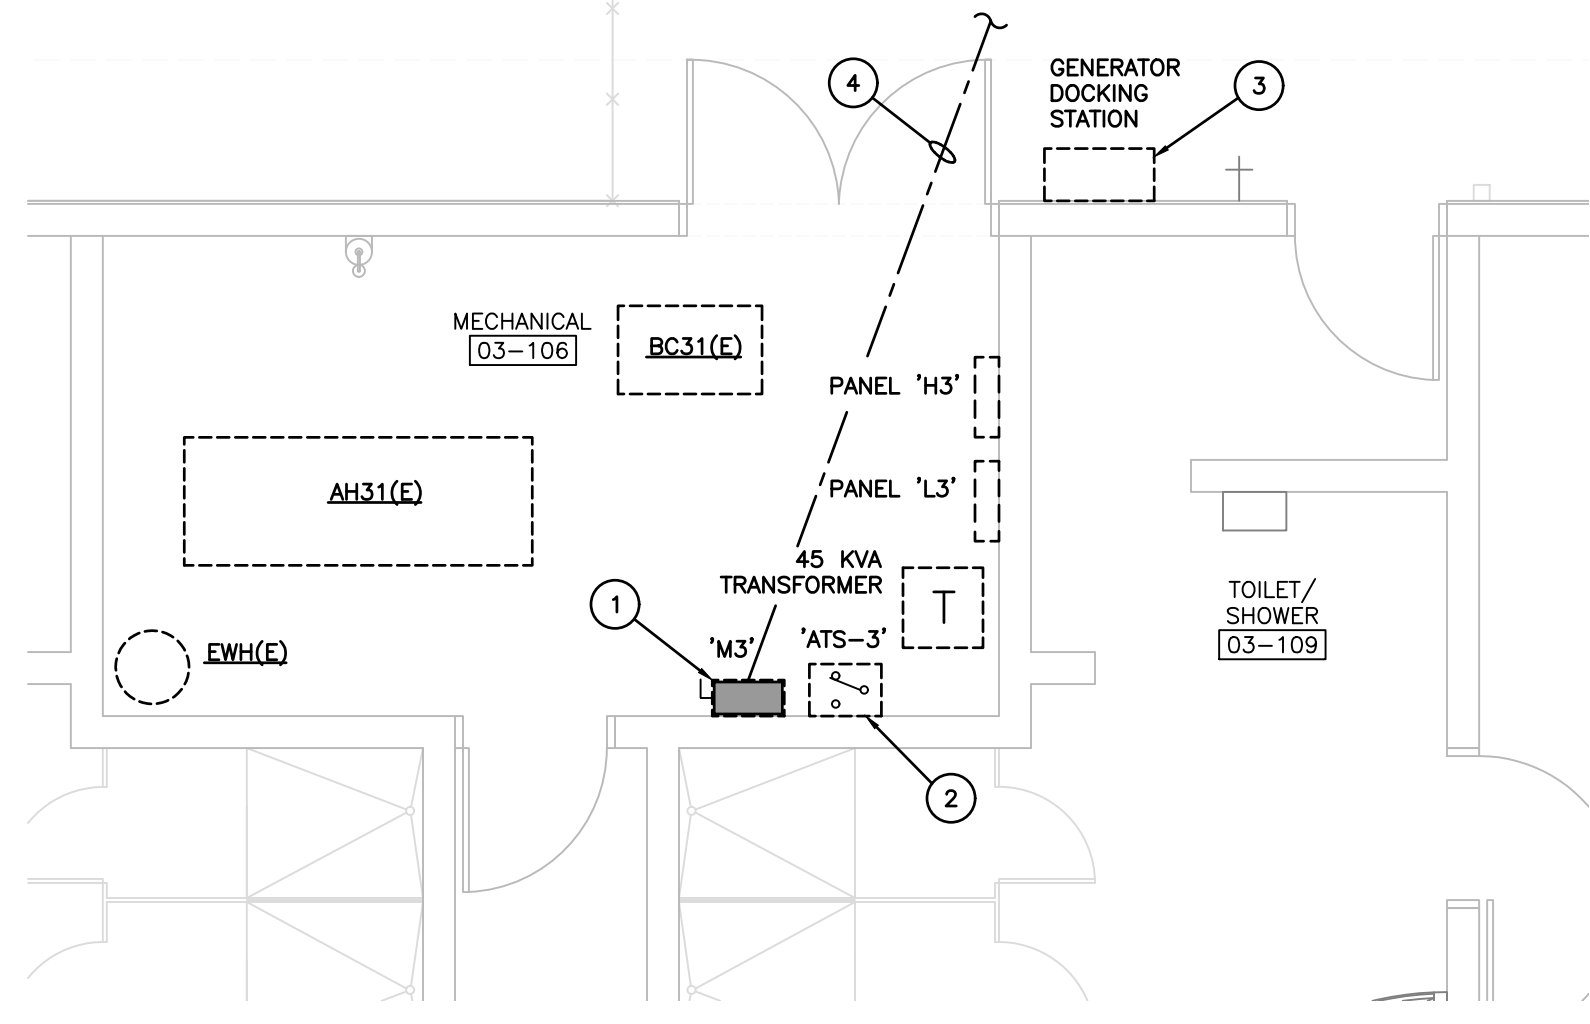 4
GENERATOR
DOCKING
STATION
3
MECHANICAL
03-106
BC31(E)
PANEL 'H3'
AH31(E)
PANEL 'L3'
45 KVA
TRANSFORMER
T
1
'M3'
'ATS-3'
EWH(E)
TOILET/
SHOWER
03-109
2